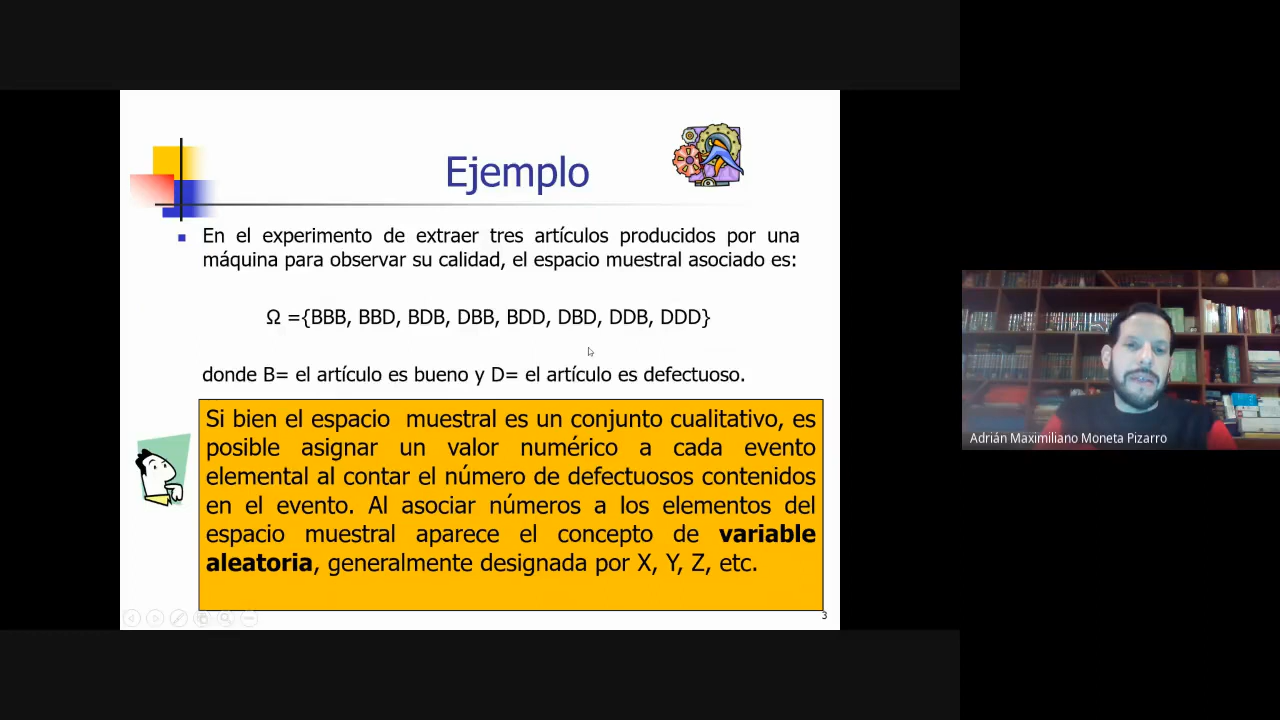 Ejemplo
En el experimento de extraer tres artículos producidos por una
máquina para observar su calidad, el espacio muestral asociado es:
Ω ={BBB, BBD, BDB, DBB, BDD, DBD, DDB, DDD}
donde B= el artículo es bueno y D= el artículo es defectuoso.
Si bien el espacio muestral es un conjunto cualitativo, es
posible asignar un valor numérico a cada evento
elemental al contar el número de defectuosos contenidos
en el evento. Al asociar números a los elementos del
espacio muestral aparece el concepto de variable
aleatoria, generalmente designada por X, Y, Z, etc.
3
Adrián Maximiliano Moneta Pizarro